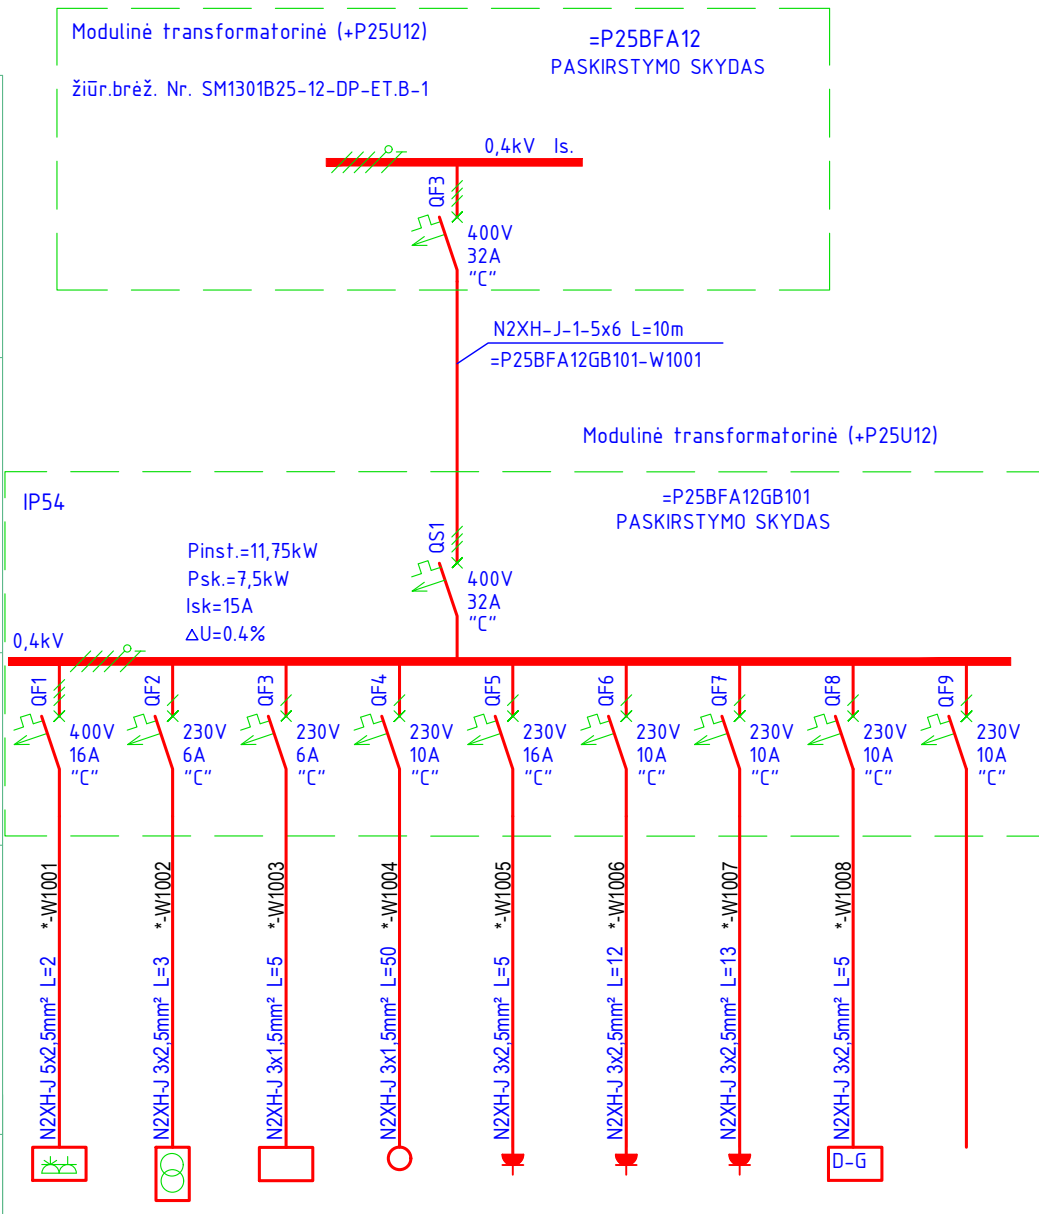 Modulinė transformatorinė (+P25U12)
=P25BFA12
PASKIRSTYMO SKYDAS
žiūr.brėž. Nr. SM1301B25-12-DP-ET.B-1
0,4kV Is.
QF3
400V
32A
"C"
N2XH-J-1-5x6 L=10m
=P25BFA12GB101-W1001
Modulinė transformatorinė (+P25U12)
IP54
=P25BFA12GB101
PASKIRSTYMO SKYDAS
Pinst.=11,75kW
Psk.=7,5kW
Isk=15A
△U=0.4%
QS1
400V
32A
"C"
0,4kV
QF1
400V
16A
"C"
QF2
230V
6A
"C"
QF3
230V
6A
"C"
QF4
230V
10A
"C"
QF5
230V
16A
"C"
QF6
230V
10A
"C"
QF7
230V
10A
"C"
QF8
230V
10A
"C"
QF9
230V
10A
"C"
N2XH-J 5x2,5mm² L=2 *-W1001
N2XH-J 3x2,5mm² L=3 *-W1002
N2XH-J 3x1,5mm² L=5 *-W1003
N2XH-J 3x1,5mm² L=50 *-W1004
N2XH-J 3x2,5mm² L=5 *-W1005
N2XH-J 3x2,5mm² L=12 *-W1006
N2XH-J 3x2,5mm² L=13 *-W1007
N2XH-J 3x2,5mm² L=5 *-W1008
D-G